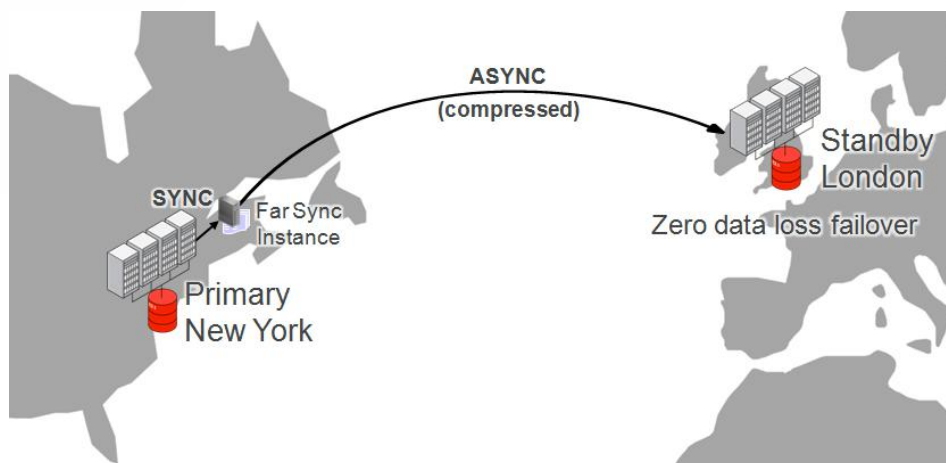 ASYNC
(compressed)
Standby
London
Zero data loss failover
SYNC
Far Sync
Instance
Primary
New York